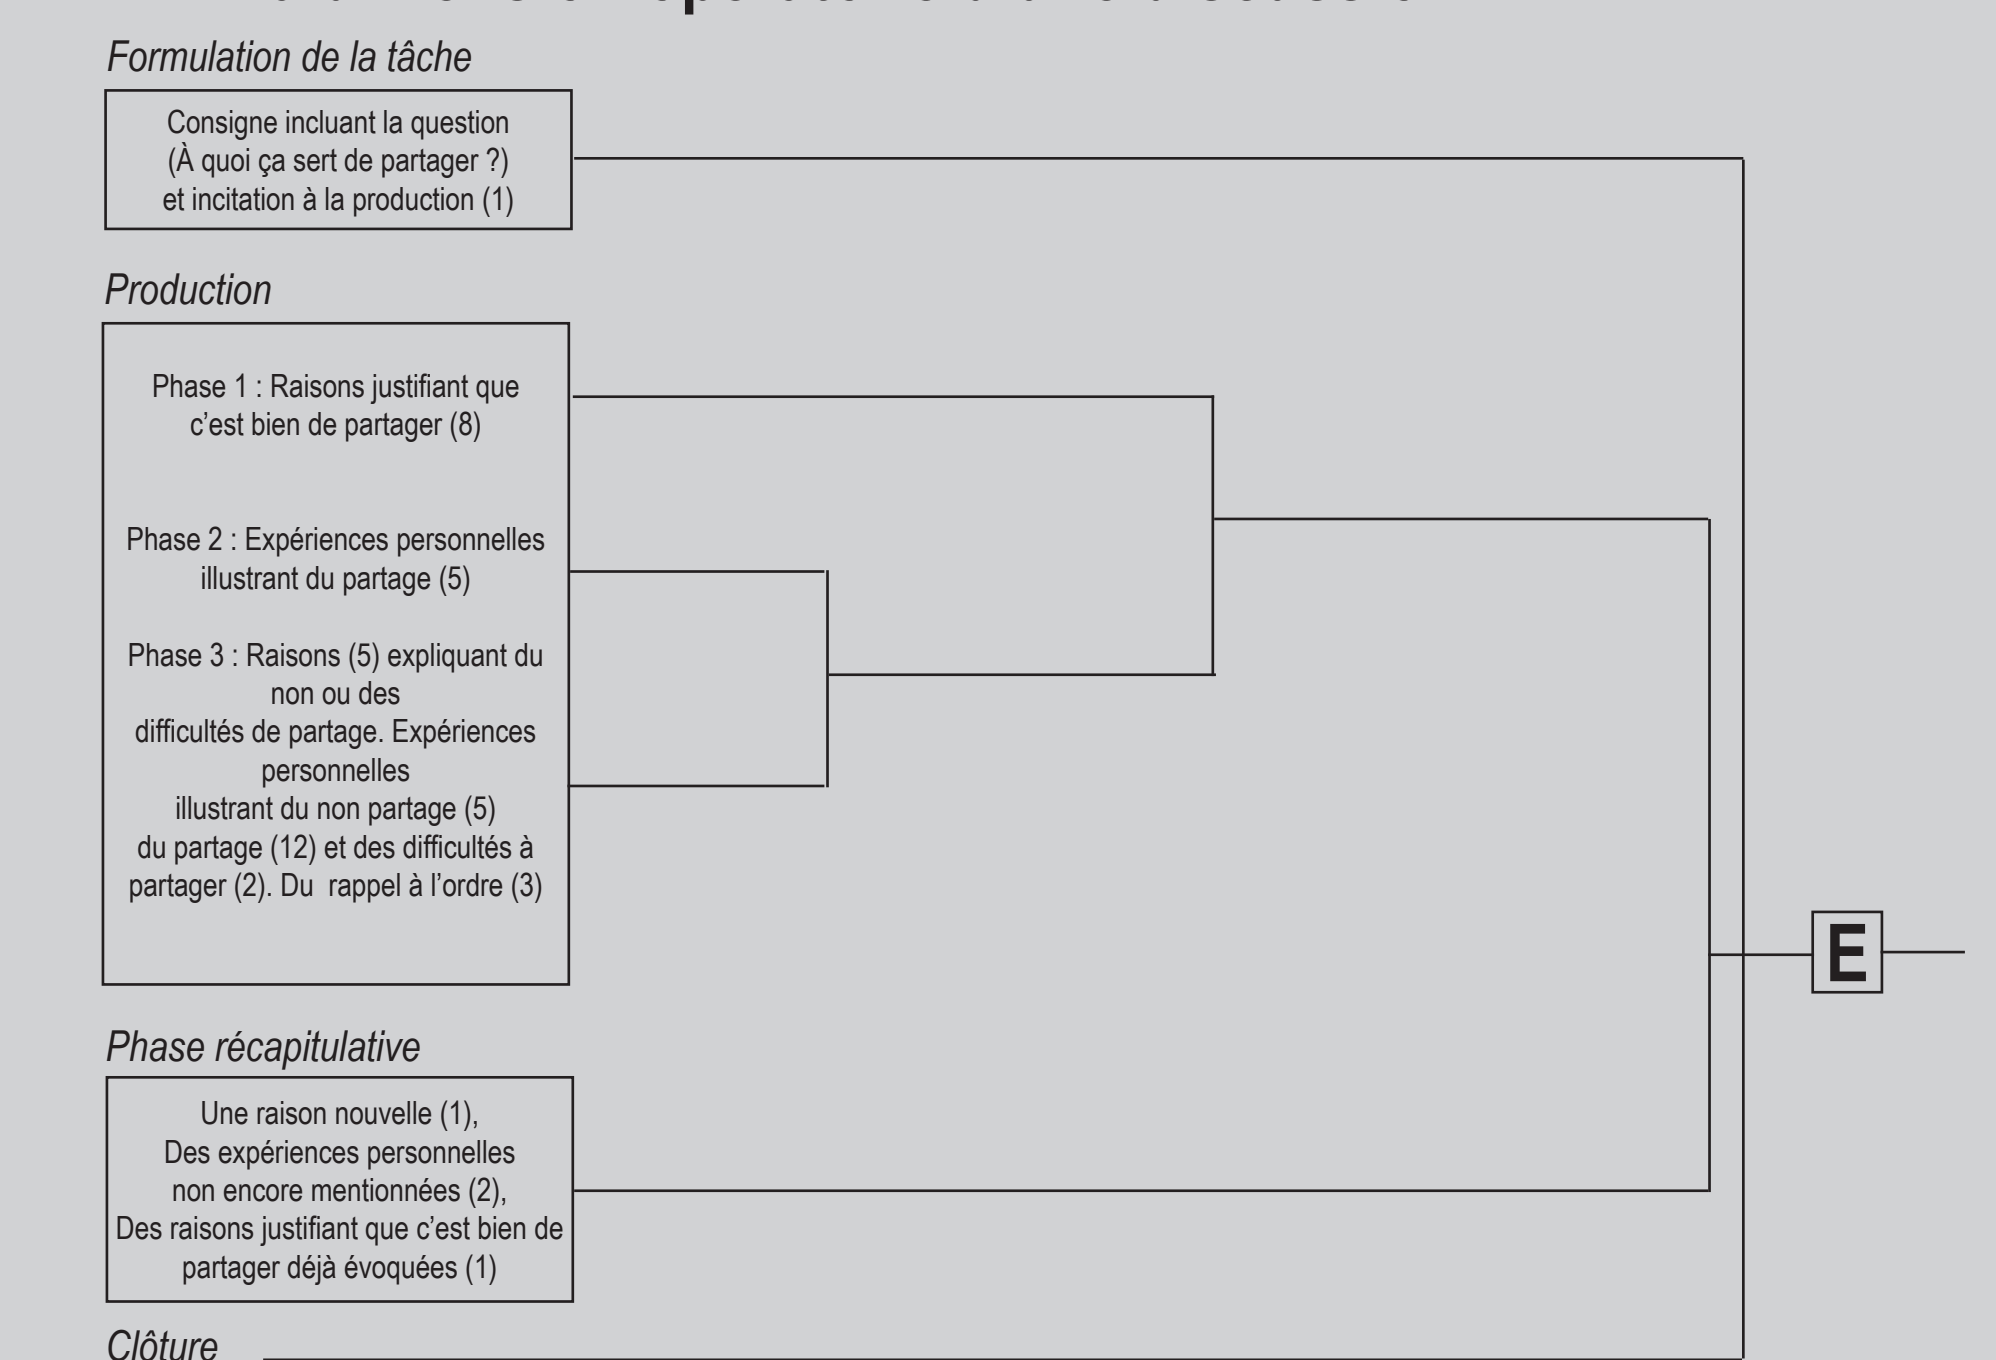 Formulation de la tâche
Consigne incluant la question
(À quoi ça sert de partager ?)
et incitation à la production (1)
Production
Phase 1 : Raisons justifiant que
c’est bien de partager (8)
Phase 2 : Expériences personnelles
illustrant du partage (5)
Phase 3 : Raisons (5) expliquant du
non ou des
difficultés de partage. Expériences
personnelles
illustrant du non partage (5)
du partage (12) et des difficultés à
partager (2). Du rappel à l’ordre (3)
E
Phase récapitulative
Une raison nouvelle (1),
Des expériences personnelles
non encore mentionnées (2),
Des raisons justifiant que c’est bien de
partager déjà évoquées (1)
Clôture